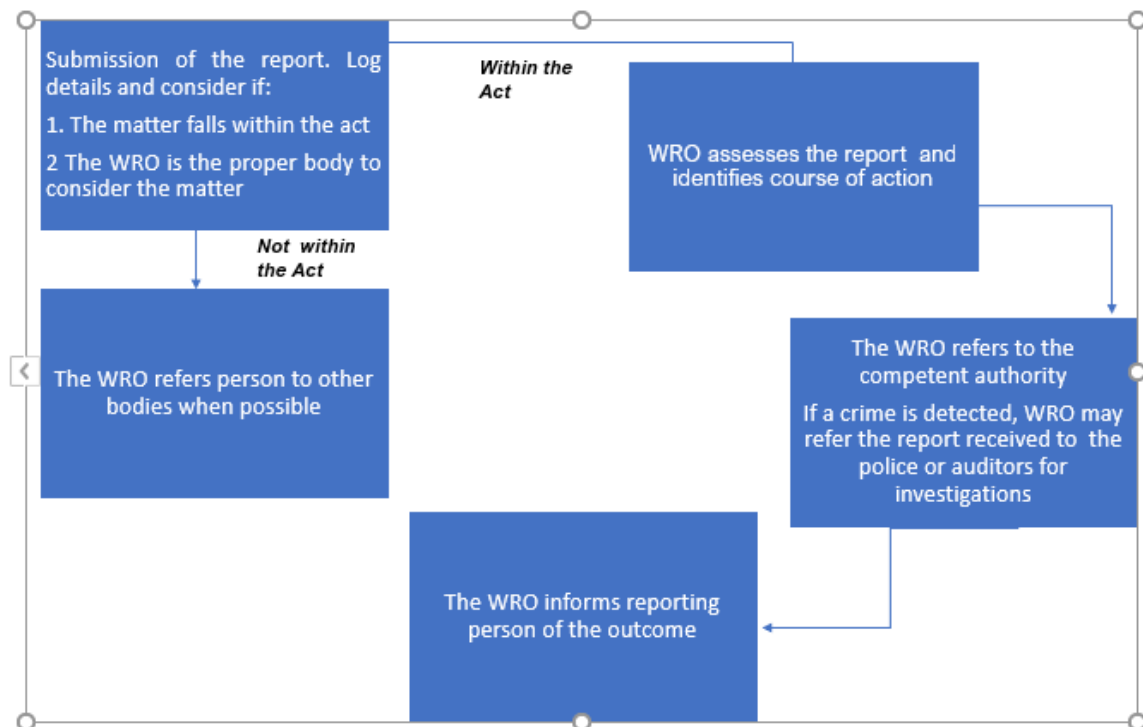 Submission of the report. Log
details and consider if:
1. The matter falls within the act
2 The WRO is the proper body to
consider the matter
Within the
Act
WRO assesses the report and
identifies course of action
Not within
the Act
The WRO refers person to other
bodies when possible
The WRO refers to the
competent authority
If a crime is detected, WRO may
refer the report received to the
police or auditors for
investigations
The WRO informs reporting
person of the outcome